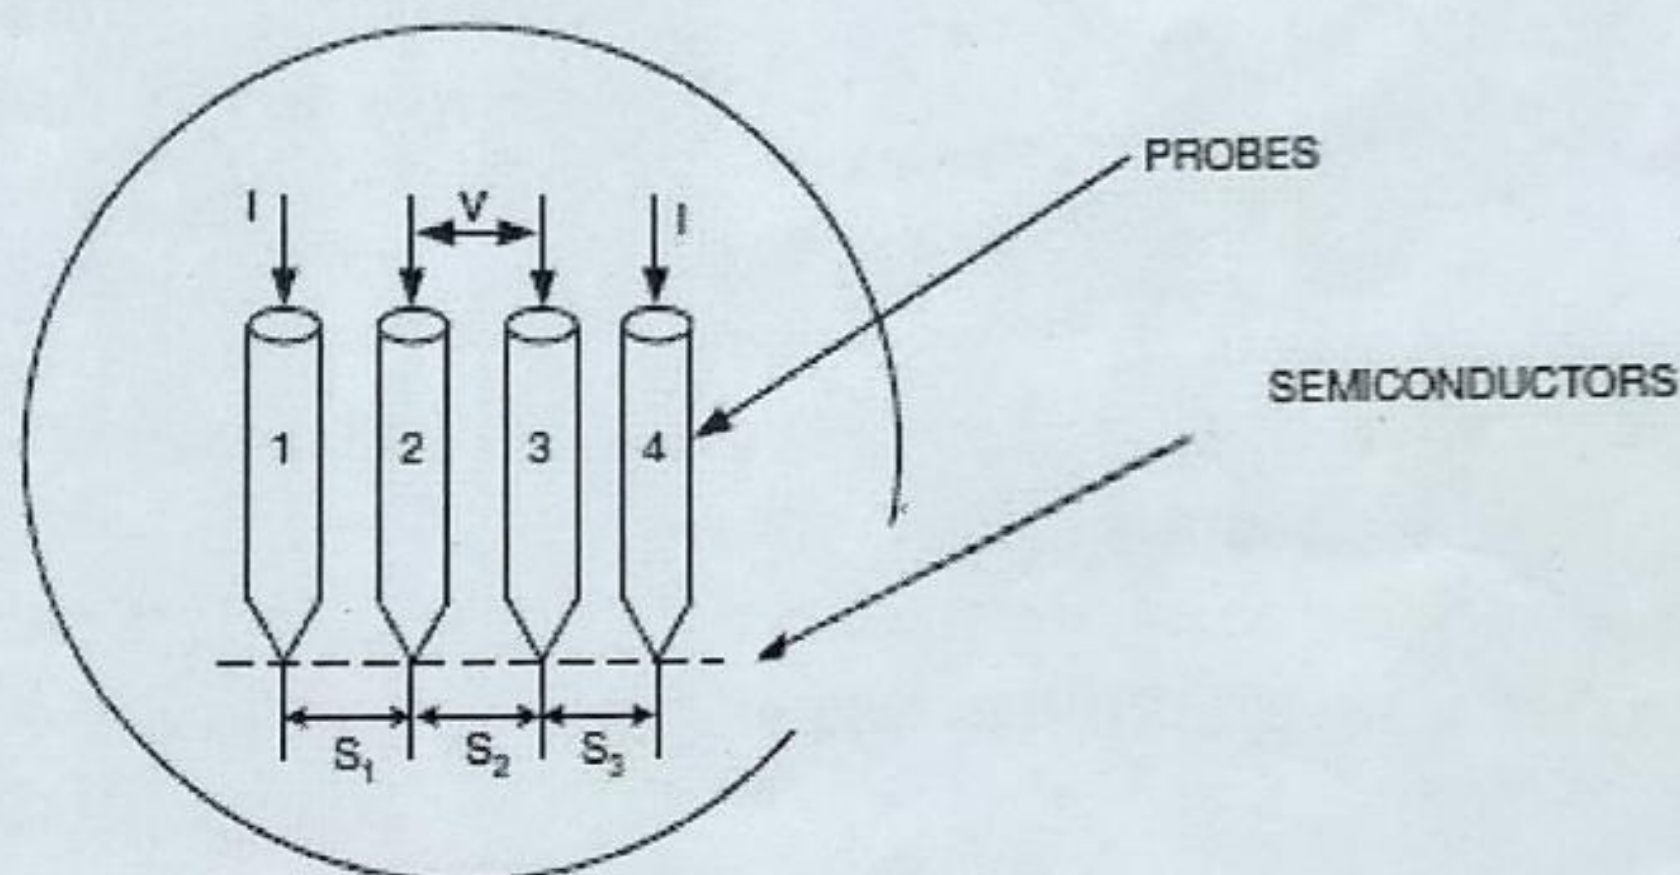 PROBES
I V I
SEMICONDUCTORS
1 2 3 4
S₁ S₂ S₃